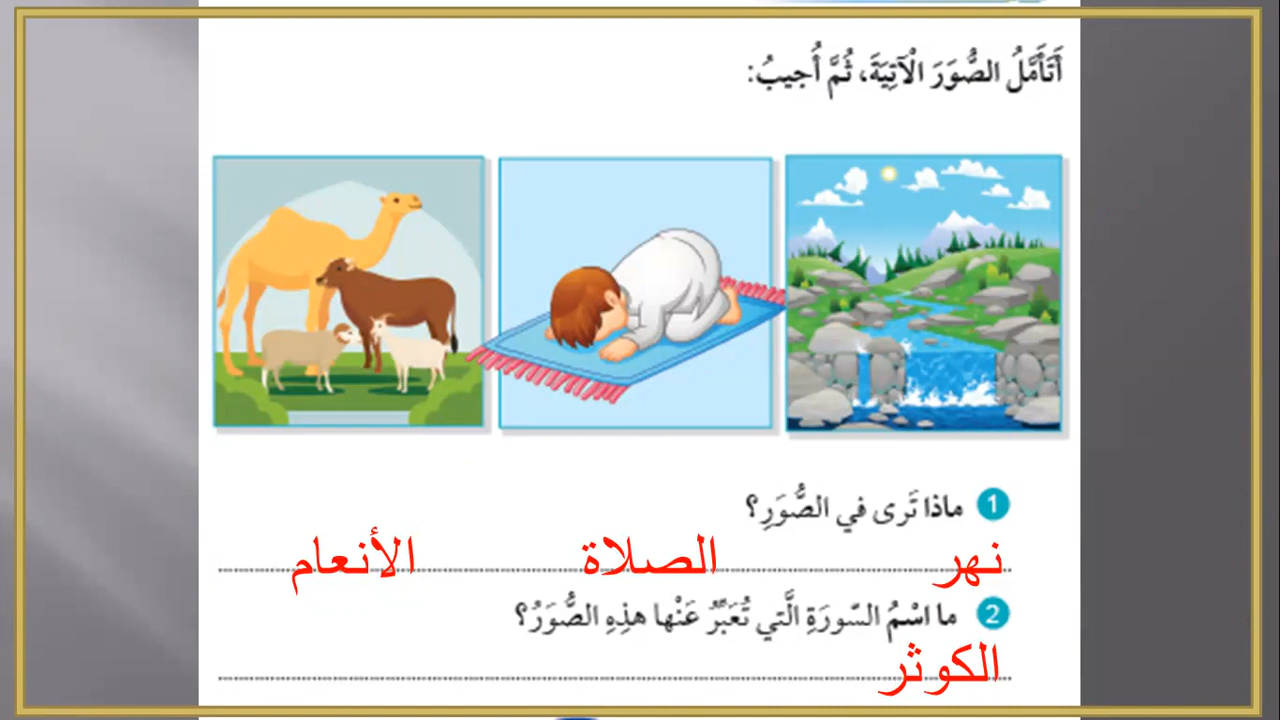 أَتَأَمَّلُ الصُّوَرَ الْآتِيَةَ، ثُمَّ أُجيبُ:
1 ماذا تَرى في الصُّوَرِ؟
نهر الصلاة الأنعام
2 ما اسْمُ السّورَةِ الَّتي تُعَبِّرُ عَنْها هذِهِ الصُّوَرُ؟
الكوثر